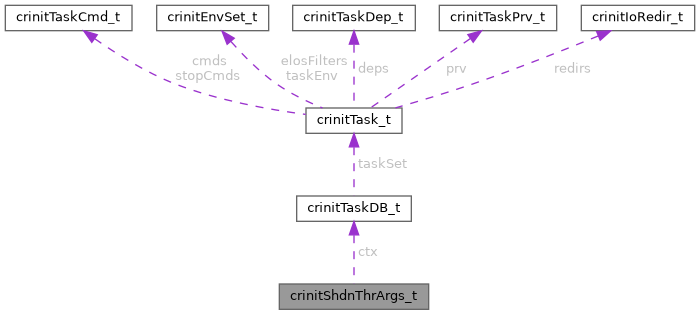 crinitTaskCmd_t crinitEnvSet_t crinitTaskDep_t crinitTaskPrv_t crinitIoRedir_t
cmds
stopCmds
elosFilters
taskEnv
deps
prv
redirs
crinitTask_t
taskSet
crinitTaskDB_t
ctx
crinitShdnThrArgs_t